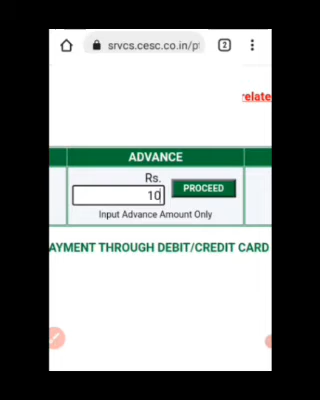 srvcs.cesc.co.in/p
2
relate
ADVANCE
Rs.
10
PROCEED
Input Advance Amount Only
AYMENT THROUGH DEBIT/CREDIT CARD